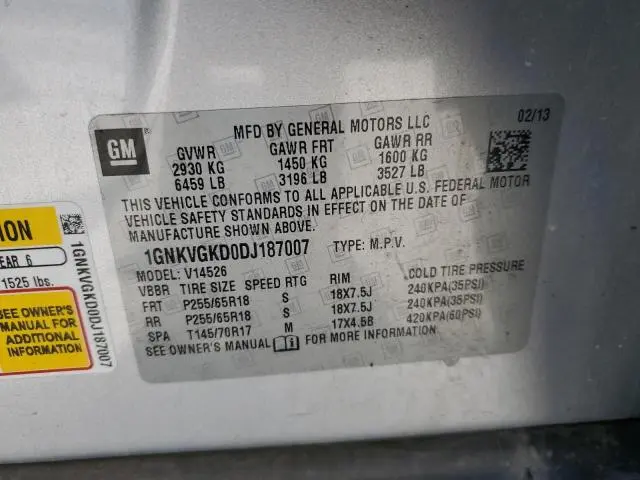 GM
MFD BY GENERAL MOTORS LLC
02/13
GVWR GAWR FRT GAWR RR
2930 KG 1450 KG 1600 KG
6459 LB 3196 LB 3527 LB
THIS VEHICLE CONFORMS TO ALL APPLICABLE U.S. FEDERAL MOTOR
VEHICLE SAFETY STANDARDS IN EFFECT ON THE DATE OF
MANUFACTURE SHOWN ABOVE.
1GNKVGKD0DJ187007 TYPE: M.P.V.
MODEL: V14526
VBBR TIRE SIZE SPEED RTG RIM COLD TIRE PRESSURE
FRT P255/65R18 S 18X7.5J 240KPA(35PSI)
RR P255/65R18 S 18X7.5J 240KPA(35PSI)
SPA T145/70R17 M 17X4.5B 420KPA(60PSI)
SEE OWNER'S MANUAL i FOR MORE INFORMATION
ION
EAR 6
1525 lbs.
SEE OWNER'S
MANUAL FOR
ADDITIONAL
INFORMATION
1GNKVGKD0DJ187007